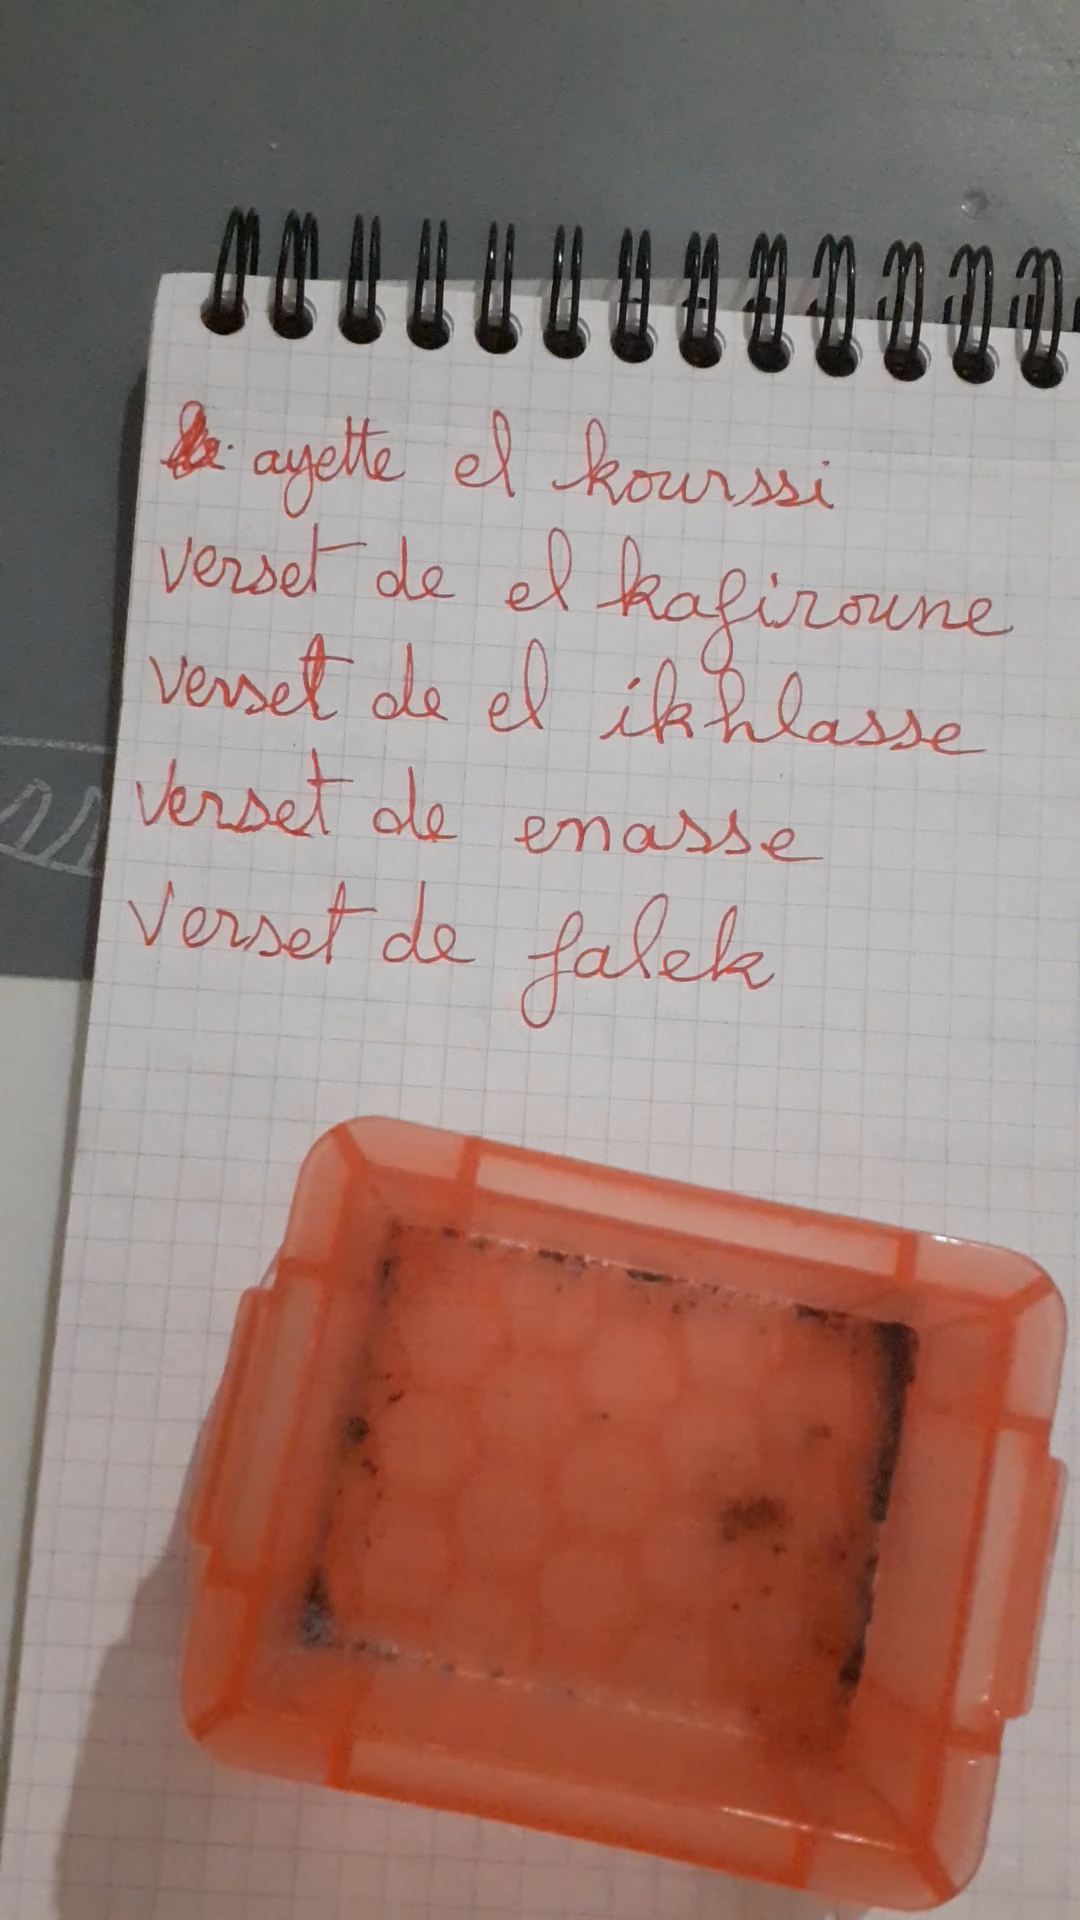 ayette el kourssi
verset de el kafiroune
verset de el ikhlasse
verset de enasse
verset de falek